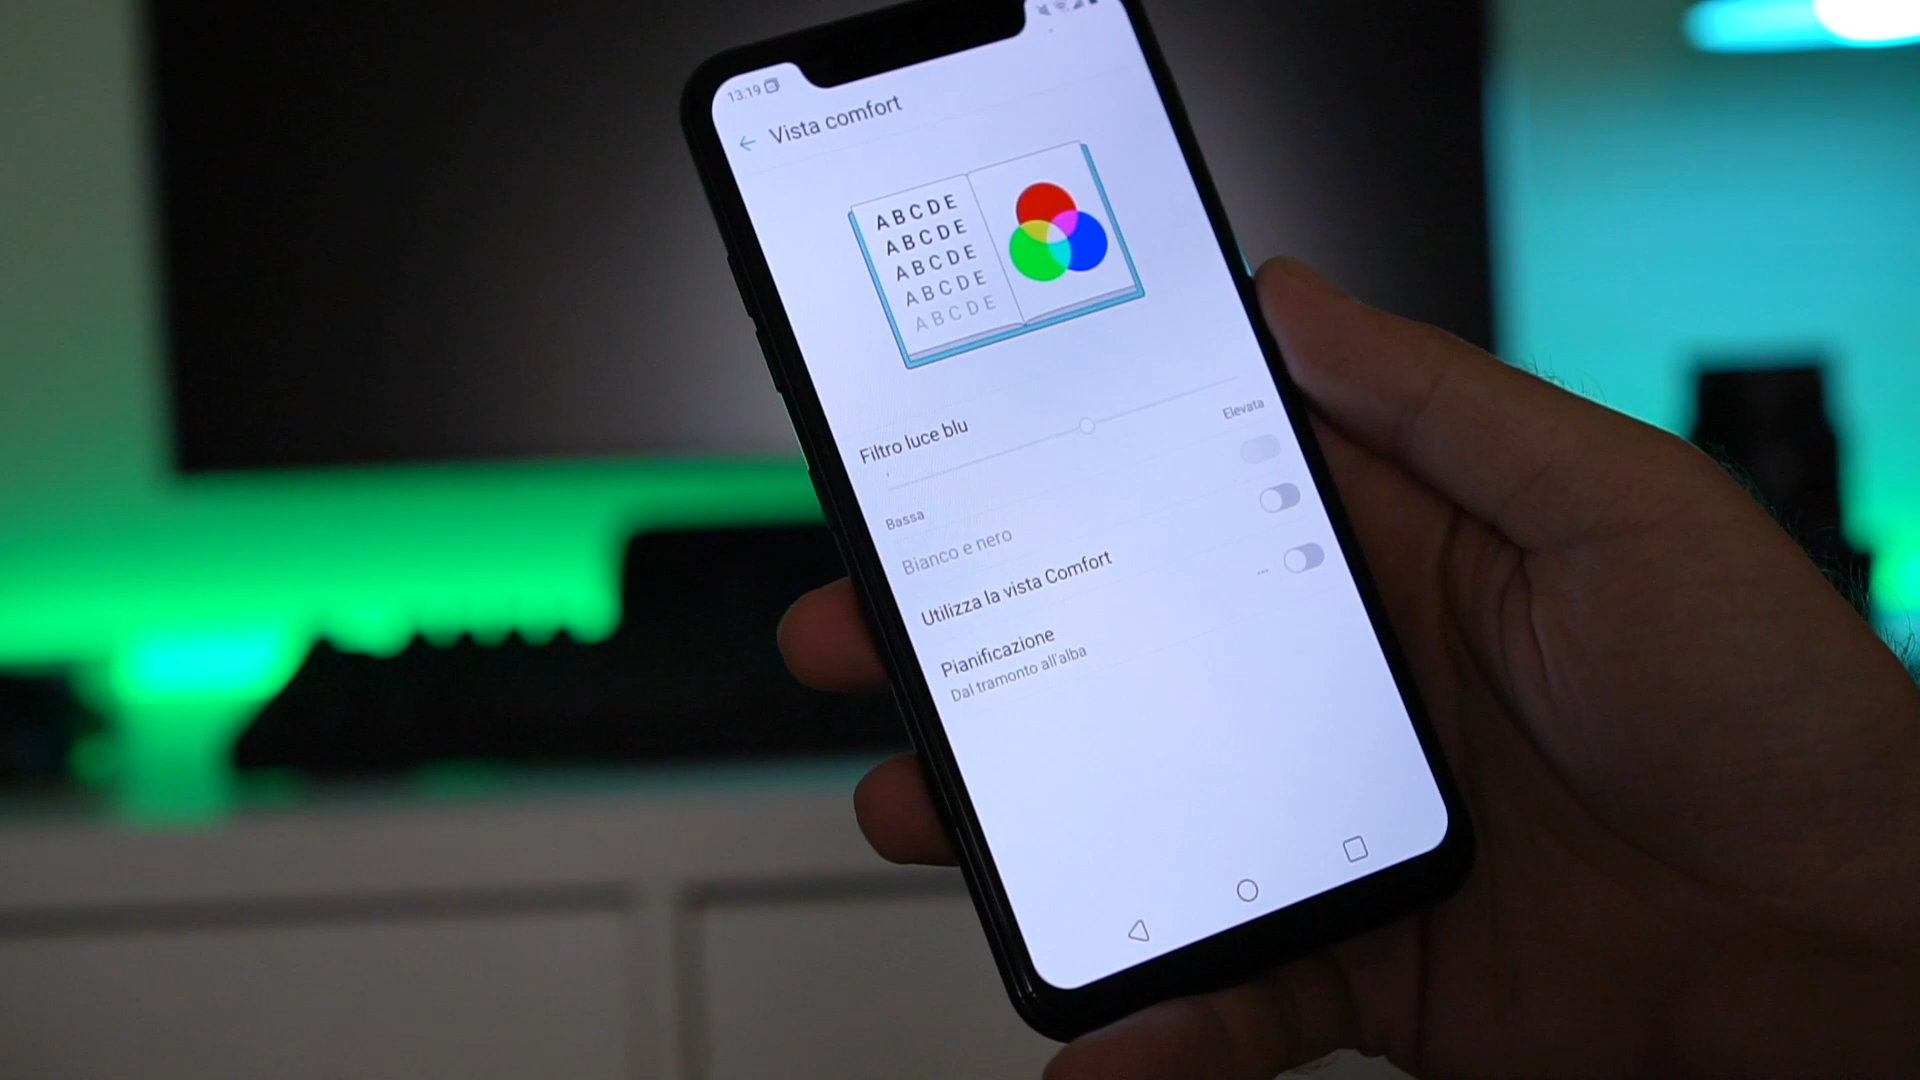 13:19
Vista comfort
ABCDE
ABCDE
ABCDE
ABCDE
ABCDE
Filtro luce blu
Elevata
Bassa
Bianco e nero
Utilizza la vista Comfort
Pianificazione
...
Dal tramonto all'alba